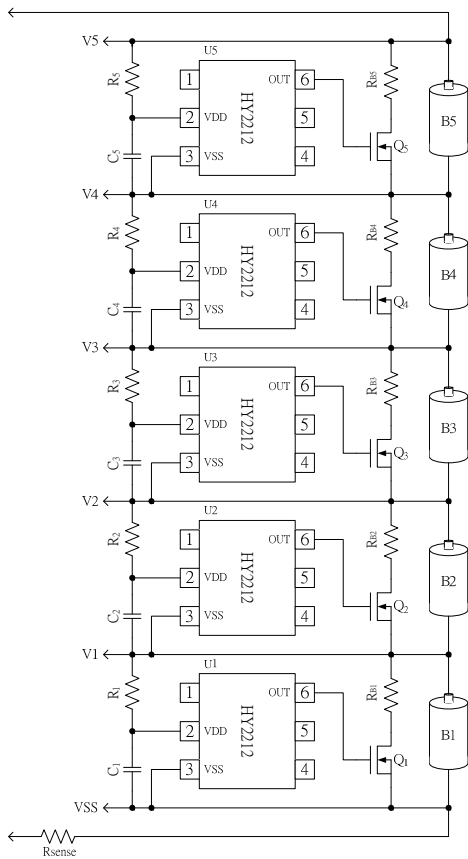 V5
U5
R5
1
OUT
6
RB5
2
VDD
HY2212
5
Q5
B5
C5
3
VSS
4
V4
U4
R4
1
OUT
6
RB4
2
VDD
HY2212
5
Q4
B4
C4
3
VSS
4
V3
U3
R3
1
OUT
6
RB3
2
VDD
HY2212
5
Q3
B3
C3
3
VSS
4
V2
U2
R2
1
OUT
6
RB2
2
VDD
HY2212
5
Q2
B2
C2
3
VSS
4
V1
U1
R1
1
OUT
6
RB1
2
VDD
HY2212
5
Q1
B1
C1
3
VSS
4
VSS
Rsense